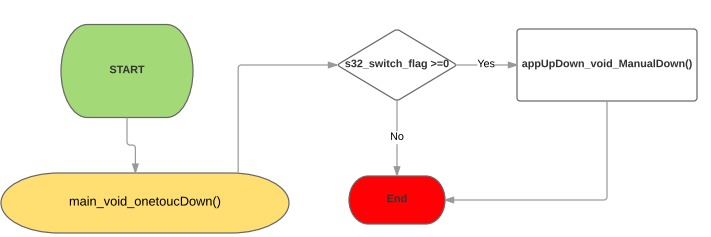 START
s32_switch_flag >=0
Yes
appUpDown_void_ManualDown()
No
main_void_onetoucDown()
End